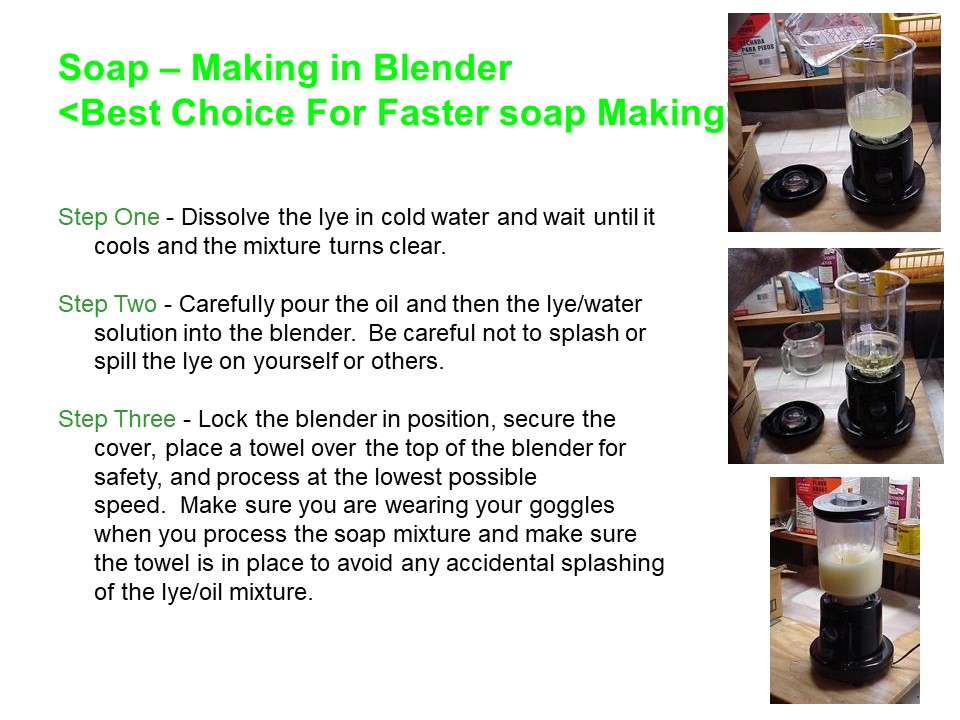 Soap – Making in Blender
<Best Choice For Faster soap Making
Step One - Dissolve the lye in cold water and wait until it
cools and the mixture turns clear.
Step Two - Carefully pour the oil and then the lye/water
solution into the blender.  Be careful not to splash or
spill the lye on yourself or others.
Step Three - Lock the blender in position, secure the
cover, place a towel over the top of the blender for
safety, and process at the lowest possible
speed.  Make sure you are wearing your goggles
when you process the soap mixture and make sure
the towel is in place to avoid any accidental splashing
of the lye/oil mixture.
PARA PISOS
FLOOR
GROUT